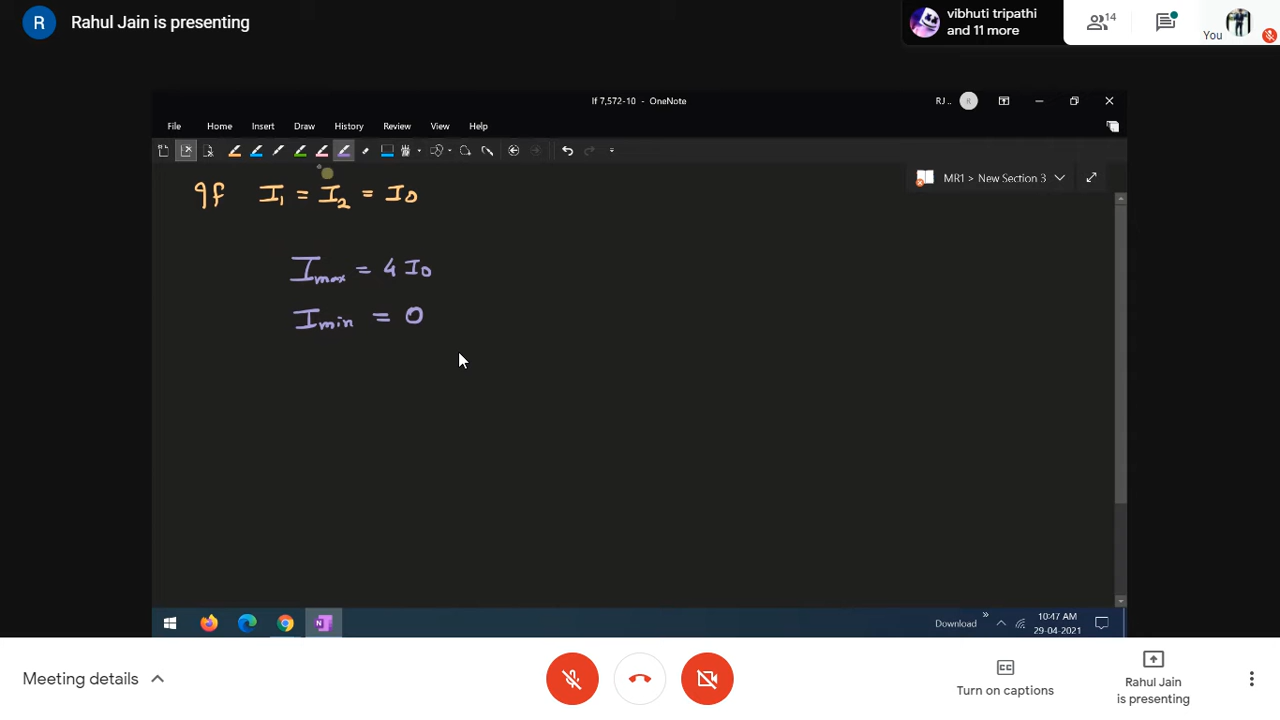 R Rahul Jain is presenting
vibhuti tripathi
and 11 more
14
You
If 7,572-10 - OneNote
RJ ..
File Home Insert Draw History Review View Help
MR1 > New Section 3
If I₁ = I₂ = I₀
Imax = 4 I₀
Imin = 0
Download
10:47 AM
29-04-2021
Meeting details
CC
Turn on captions
Rahul Jain
is presenting